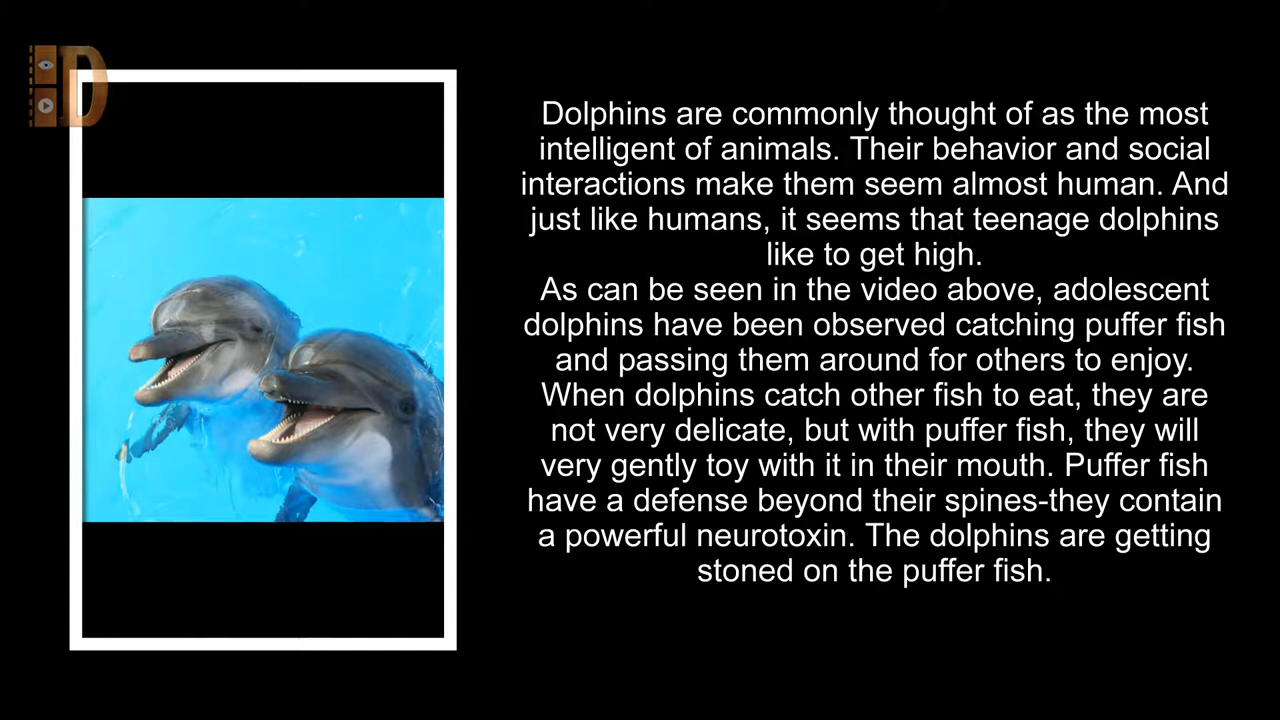 D
Dolphins are commonly thought of as the most
intelligent of animals. Their behavior and social
interactions make them seem almost human. And
just like humans, it seems that teenage dolphins
like to get high.
As can be seen in the video above, adolescent
dolphins have been observed catching puffer fish
and passing them around for others to enjoy.
When dolphins catch other fish to eat, they are
not very delicate, but with puffer fish, they will
very gently toy with it in their mouth. Puffer fish
have a defense beyond their spines-they contain
a powerful neurotoxin. The dolphins are getting
stoned on the puffer fish.